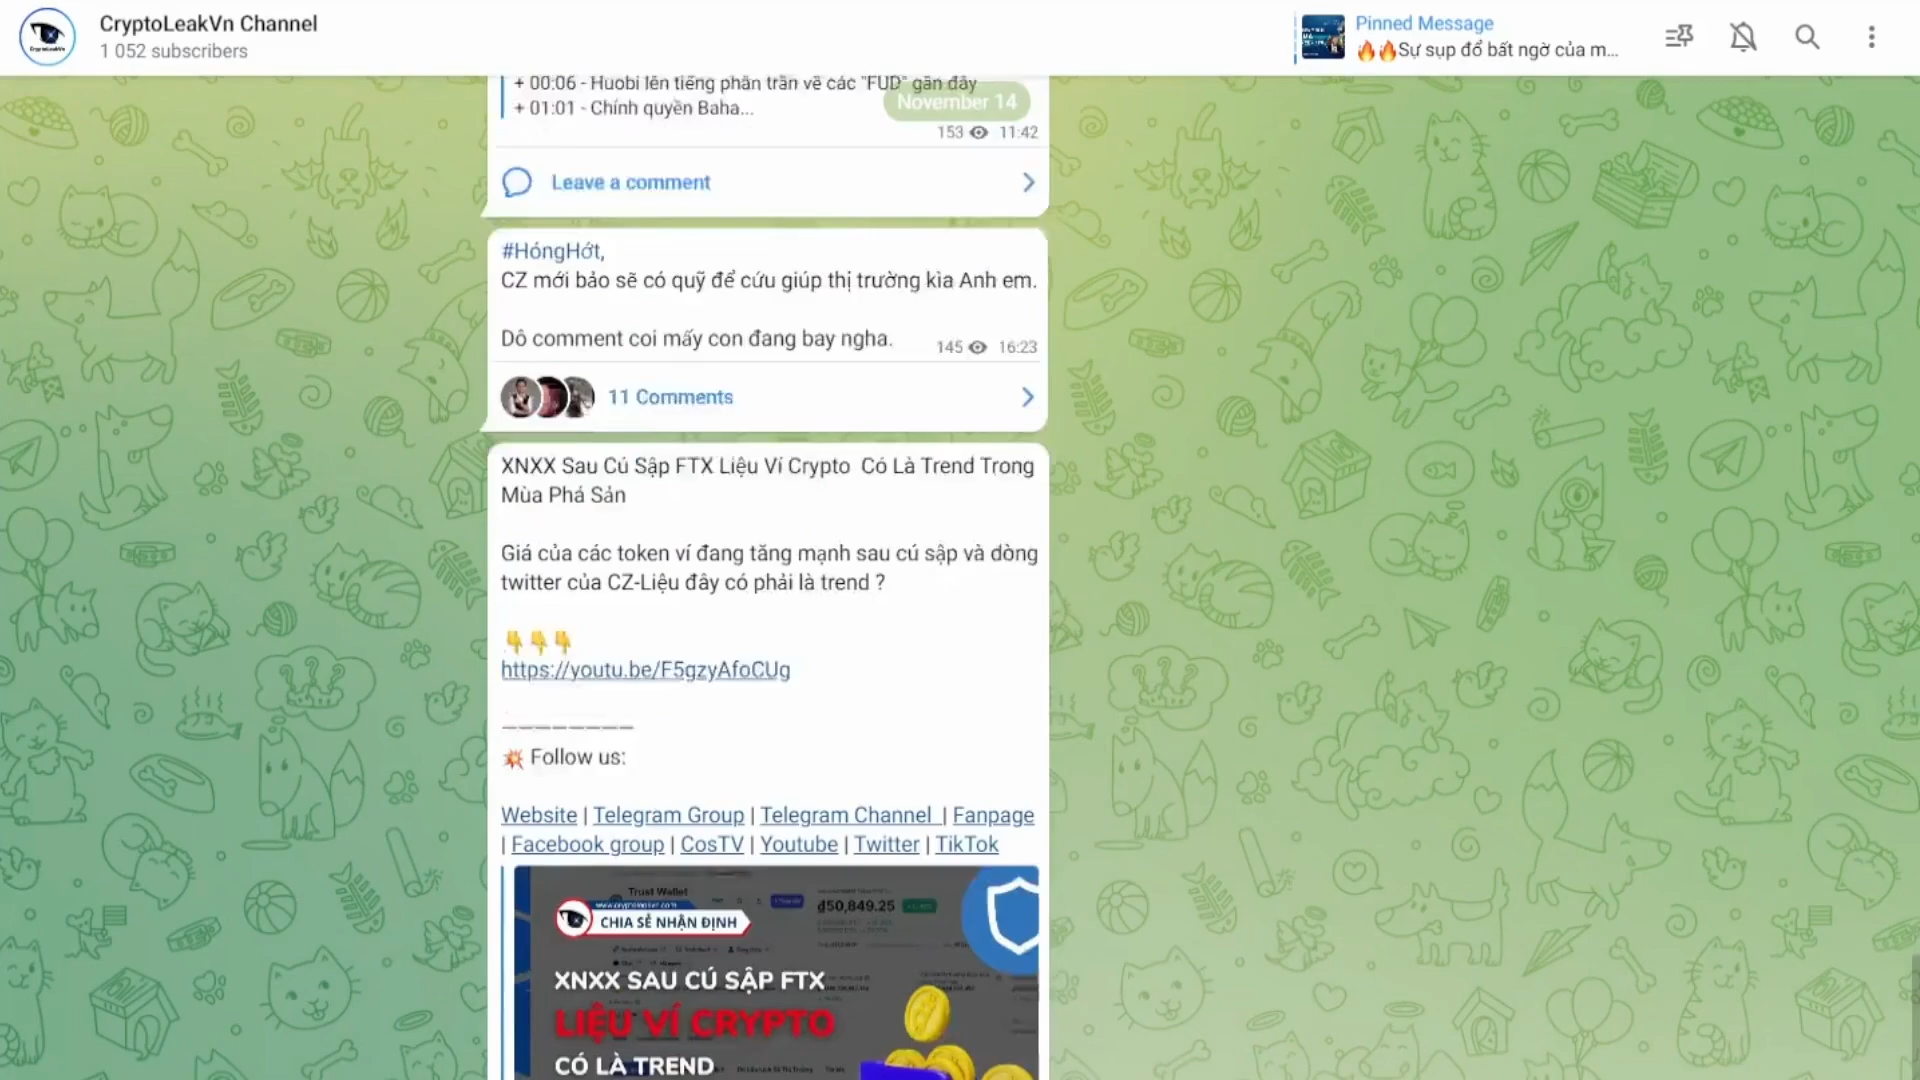 CryptoLeakVn Channel
1 052 subscribers
Pinned Message
🔥🔥Sự sụp đổ bất ngờ của m...
+ 00:06 - Huobi lên tiếng phân trần về các "FUD" gần đây
+ 01:01 - Chính quyền Baha...
November 14
153 11:42
Leave a comment
#HóngHớt,
CZ mới bảo sẽ có quỹ để cứu giúp thị trường kìa Anh em.
Dô comment coi mấy con đang bay ngha.
145 16:23
11 Comments
XNXX Sau Cú Sập FTX Liệu Ví Crypto Có Là Trend Trong
Mùa Phá Sản
Giá của các token ví đang tăng mạnh sau cú sập và dòng
twitter của CZ-Liệu đây có phải là trend ?
👇👇👇
https://youtu.be/F5gzyAfoCUg
_________
💥 Follow us:
Website | Telegram Group | Telegram Channel | Fanpage
| Facebook group | CosTV | Youtube | Twitter | TikTok
Trust Wallet
₫50,849.25
CHIA SẺ NHẬN ĐỊNH
XNXX SAU CÚ SẬP FTX
LIỆU VÍ CRYPTO
CÓ LÀ TREND